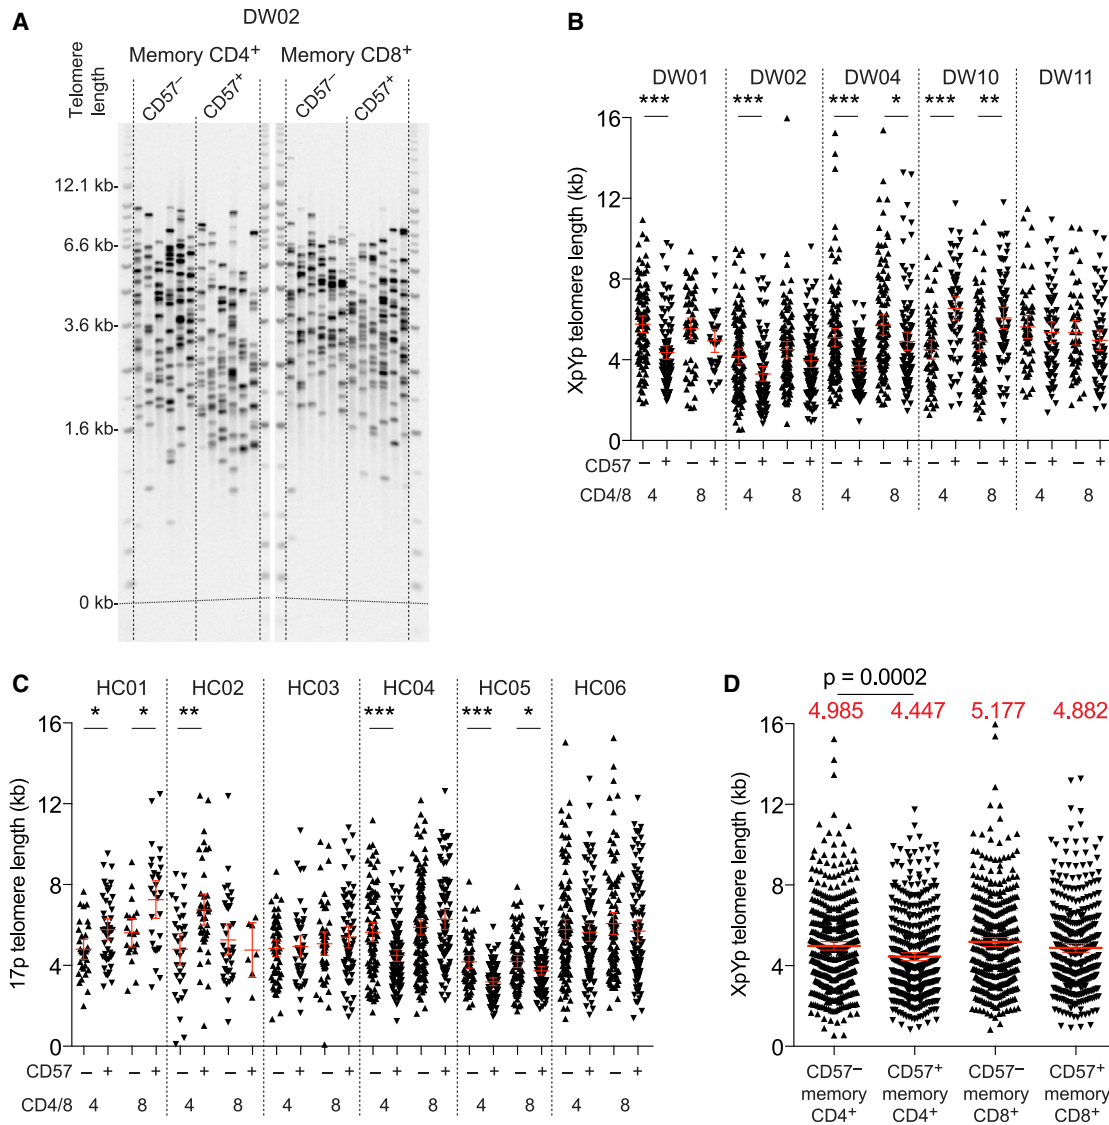 A
DW02
Telomere
length
Memory CD4+
Memory CD8+
CD57–
CD57+
CD57–
CD57+
12.1 kb-
6.6 kb-
3.6 kb-
1.6 kb-
0 kb-
B
DW01 DW02 DW04 DW10 DW11
*** *** *** * *** **
XpYp telomere length (kb)
16
12
8
4
0
CD57 – + – + – + – + – + – + – + – + – + – +
CD4/8 4 8 4 8 4 8 4 8 4 8
C
HC01 HC02 HC03 HC04 HC05 HC06
* * ** *** *** *
17p telomere length (kb)
16
12
8
4
0
CD57 – + – + – + – + – + – + – + – + – + – + – + – +
CD4/8 4 8 4 8 4 8 4 8 4 8 4 8
D
p = 0.0002
4.985 4.447 5.177 4.882
XpYp telomere length (kb)
16
12
8
4
0
CD57– CD57+ CD57– CD57+
memory memory memory memory
CD4+ CD4+ CD8+ CD8+